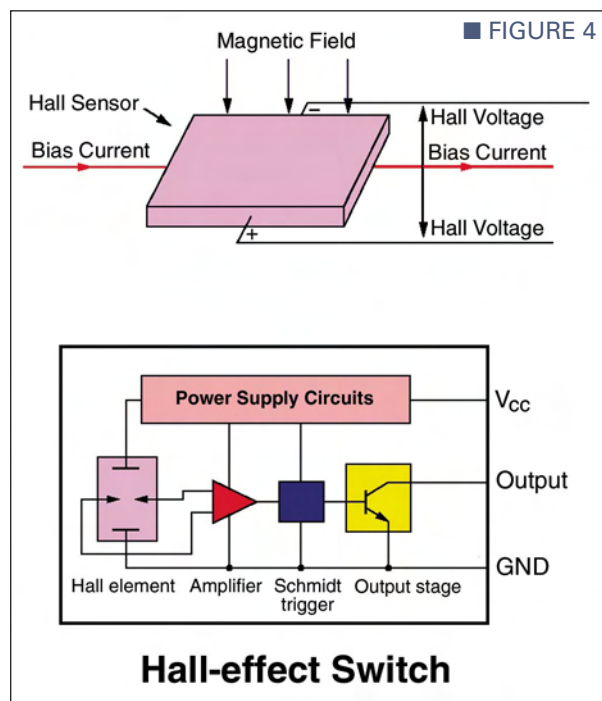 ■ FIGURE 4
Magnetic Field
Hall Sensor
Bias Current
−
Hall Voltage
Bias Current
Hall Voltage
+
Power Supply Circuits
Vcc
Output
GND
Hall element
Amplifier
Schmidt
trigger
Output stage
Hall-effect Switch